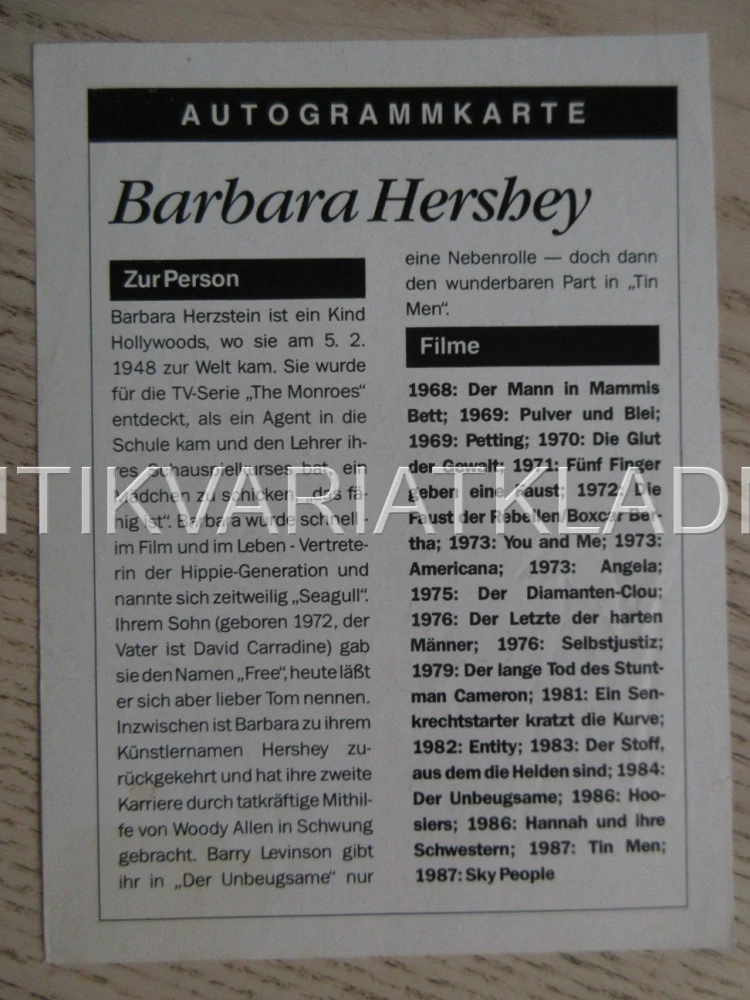 AUTOGRAMMKARTE
Barbara Hershey
Zur Person
Barbara Herzstein ist ein Kind
Hollywoods, wo sie am 5. 2.
1948 zur Welt kam. Sie wurde
für die TV-Serie „The Monroes“
entdeckt, als ein Agent in die
Schule kam und den Lehrer ih-
res Schauspielkurses bat, ein
Mädchen zu schicken, „das fä-
hig ist“. Barbara wurde schnell -
im Film und im Leben - Vertrete-
rin der Hippie-Generation und
nannte sich zeitweilig „Seagull“.
Ihrem Sohn (geboren 1972, der
Vater ist David Carradine) gab
sie den Namen „Free“, heute läßt
er sich aber lieber Tom nennen.
Inzwischen ist Barbara zu ihrem
Künstlernamen Hershey zu-
rückgekehrt und hat ihre zweite
Karriere durch tatkräftige Mithil-
fe von Woody Allen in Schwung
gebracht. Barry Levinson gibt
ihr in „Der Unbeugsame“ nur
eine Nebenrolle — doch dann
den wunderbaren Part in „Tin
Men“.
Filme
1968: Der Mann in Mammis
Bett; 1969: Pulver und Blei;
1969: Petting; 1970: Die Glut
der Gewalt; 1971: Fünf Finger
geben eine Faust; 1972: Die
Faust der Rebellen/Boxcar Ber-
tha; 1973: You and Me; 1973:
Americana; 1973: Angela;
1975: Der Diamanten-Clou;
1976: Der Letzte der harten
Männer; 1976: Selbstjustiz;
1979: Der lange Tod des Stunt-
man Cameron; 1981: Ein Sen-
krechtstarter kratzt die Kurve;
1982: Entity; 1983: Der Stoff,
aus dem die Helden sind; 1984:
Der Unbeugsame; 1986: Hoo-
siers; 1986: Hannah und ihre
Schwestern; 1987: Tin Men;
1987: Sky People
NTIKVARIATKLADN